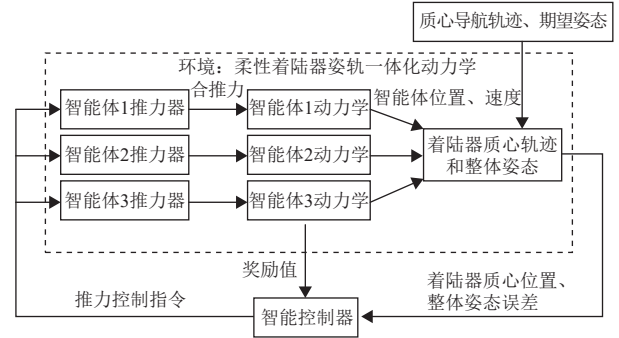 质心导航轨迹、期望姿态
环境：柔性着陆器姿轨一体化动力学
合推力
智能体位置、速度
智能体1推力器
智能体1动力学
智能体2推力器
智能体2动力学
着陆器质心轨迹
和整体姿态
智能体3推力器
智能体3动力学
奖励值
着陆器质心位置、
整体姿态误差
推力控制指令
智能控制器